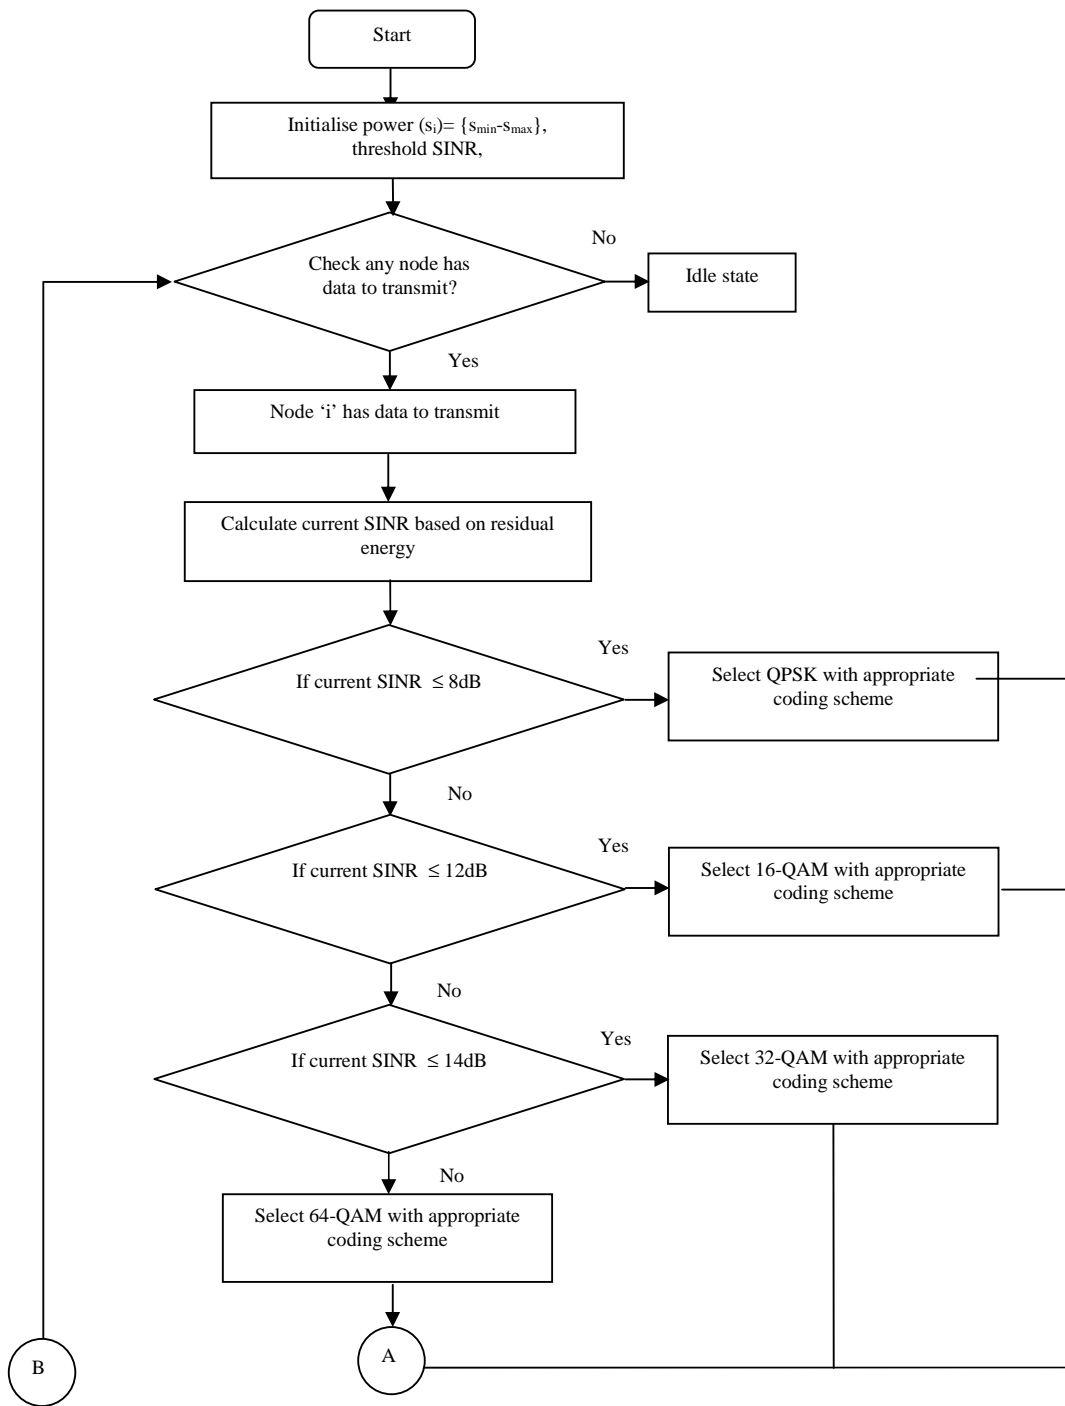 Start
Initialise power (sᵢ)= {sₘᵢₙ-sₘₐₓ},
threshold SINR,
Check any node has
data to transmit?
No
Idle state
Yes
Node ‘i’ has data to transmit
Calculate current SINR based on residual
energy
If current SINR ≤ 8dB
Yes
Select QPSK with appropriate
coding scheme
No
If current SINR ≤ 12dB
Yes
Select 16-QAM with appropriate
coding scheme
No
If current SINR ≤ 14dB
Yes
Select 32-QAM with appropriate
coding scheme
No
Select 64-QAM with appropriate
coding scheme
B
A